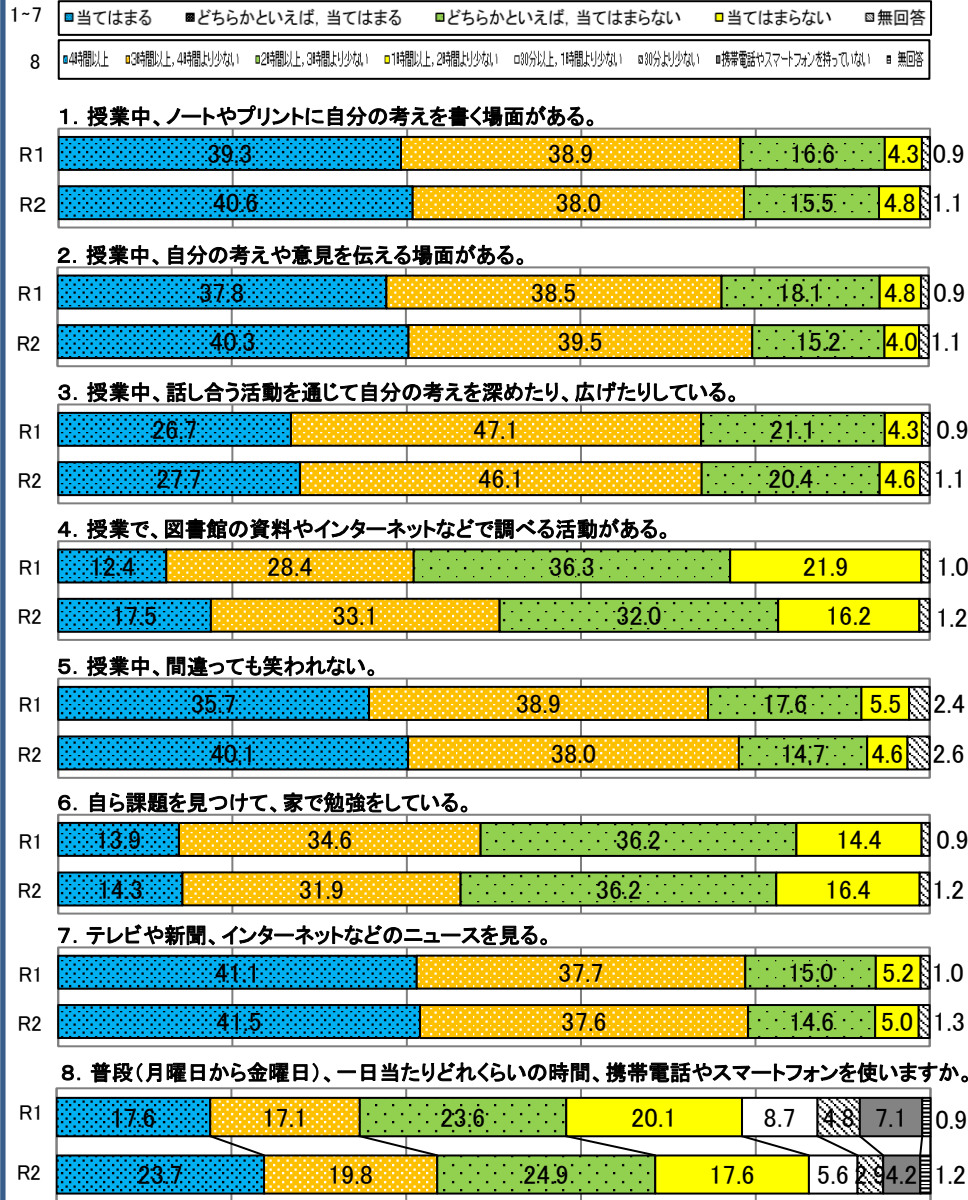 1~7 当てはまる どちらかといえば，当てはまる どちらかといえば，当てはまらない 当てはまらない 無回答
8 4時間以上 3時間以上，4時間より少ない 2時間以上，3時間より少ない 1時間以上，2時間より少ない 30分以上，1時間より少ない 30分より少ない 携帯電話やスマートフォンを持っていない 無回答
１．授業中、ノートやプリントに自分の考えを書く場面がある。
R1 39.3 38.9 16.6 4.3 0.9
R2 40.6 38.0 15.5 4.8 1.1
２．授業中、自分の考えや意見を伝える場面がある。
R1 37.8 38.5 18.1 4.8 0.9
R2 40.3 39.5 15.2 4.0 1.1
３．授業中、話し合う活動を通じて自分の考えを深めたり、広げたりしている。
R1 26.7 47.1 21.1 4.3 0.9
R2 27.7 46.1 20.4 4.6 1.1
４．授業で、図書館の資料やインターネットなどで調べる活動がある。
R1 12.4 28.4 36.3 21.9 1.0
R2 17.5 33.1 32.0 16.2 1.2
５．授業中、間違っても笑われない。
R1 35.7 38.9 17.6 5.5 2.4
R2 40.1 38.0 14.7 4.6 2.6
６．自ら課題を見つけて、家で勉強をしている。
R1 13.9 34.6 36.2 14.4 0.9
R2 14.3 31.9 36.2 16.4 1.2
７．テレビや新聞、インターネットなどのニュースを見る。
R1 41.1 37.7 15.0 5.2 1.0
R2 41.5 37.6 14.6 5.0 1.3
８．普段（月曜日から金曜日）、一日当たりどれくらいの時間、携帯電話やスマートフォンを使いますか。
R1 17.6 17.1 23.6 20.1 8.7 4.8 7.1 0.9
R2 23.7 19.8 24.9 17.6 5.6 2.9 4.2 1.2